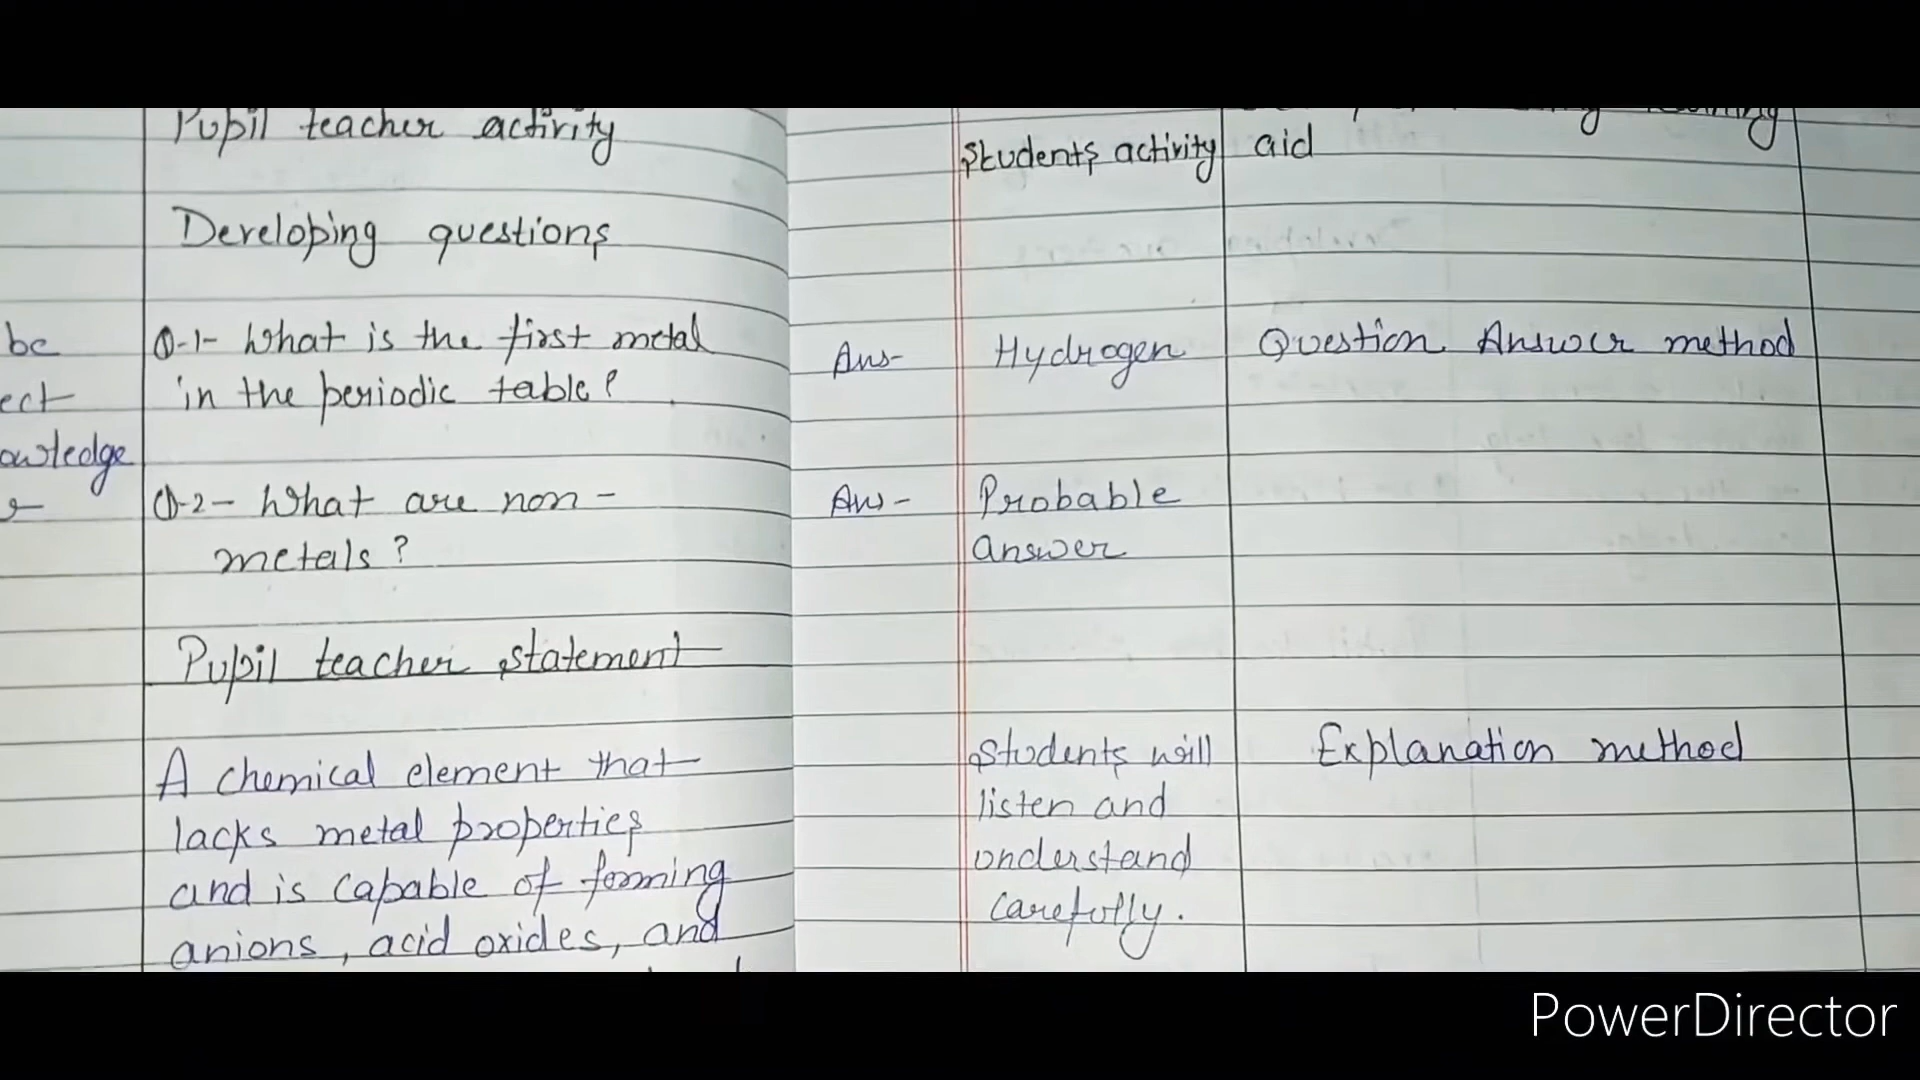 Pupil teacher activity
Students activity
aid
Developing questions
be
ect
owledge
Q-1- What is the first metal
in the periodic table?
Ans- Hydrogen
Question Answer method
Q-2- What are non-
metals?
Ans- Probable
answer
Pupil teacher statement
A chemical element that
lacks metal properties
and is capable of forming
anions, acid oxides, and
Students will
listen and
understand
carefully.
Explanation method
PowerDirector